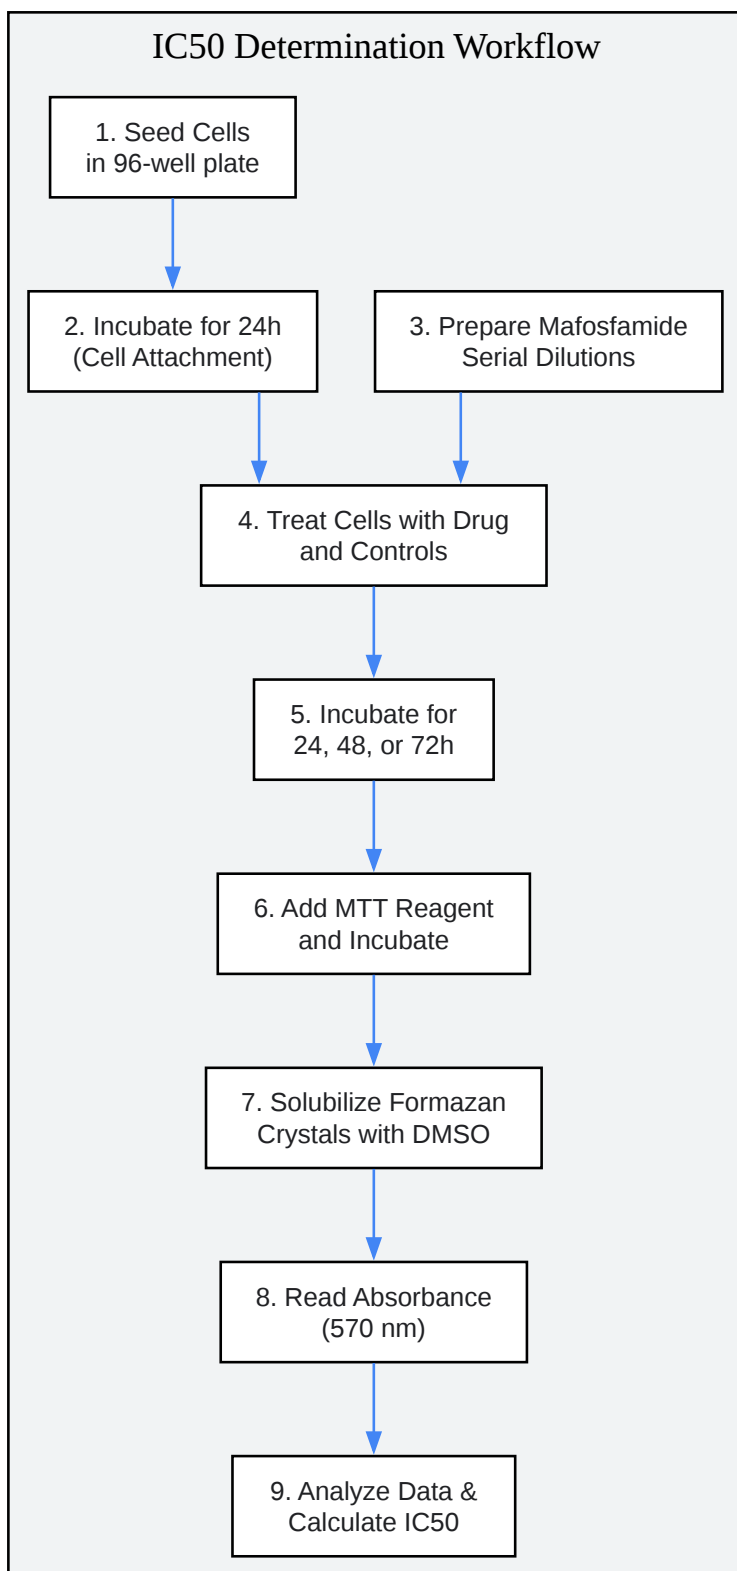 IC50 Determination Workflow
1. Seed Cells
in 96-well plate
2. Incubate for 24h
(Cell Attachment)
3. Prepare Mafosfamide
Serial Dilutions
4. Treat Cells with Drug
and Controls
5. Incubate for
24, 48, or 72h
6. Add MTT Reagent
and Incubate
7. Solubilize Formazan
Crystals with DMSO
8. Read Absorbance
(570 nm)
9. Analyze Data &
Calculate IC50